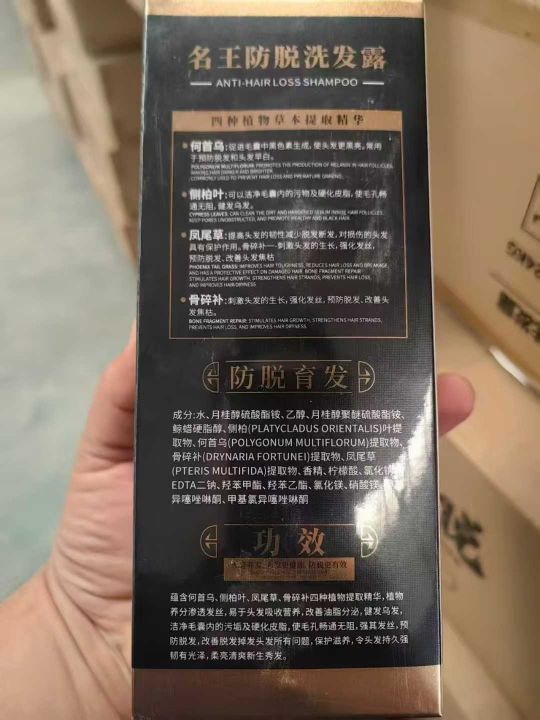 名王防脱洗发露
ANTI-HAIR LOSS SHAMPOO
四种植物草本提取精华
何首乌:促进毛囊中黑色素生成,使头发更黑亮,常用
于预防脱发和头发早白。
POLYGONUM MULTIFLORUM: PROMOTES THE PRODUCTION OF MELANIN IN HAIR FOLLICLES,
MAKING HAIR DARKER AND BRIGHTER
COMMONLY USED TO PREVENT HAIR LOSS AND
侧柏叶:可以洁净毛囊内的污物及硬化皮脂,使毛孔畅
通无阻,健发乌发。
CYPRESS LEAVES: CAN CLEAN THE DIRT AND HARDENED SEBUM INSIDE HAIR FOLLICLES,
KEEP PORES UNOBSTRUCTED, AND PROMOTE HEALTHY AND BLACK HAIR.
凤尾草:提高头发的韧性减少脱发断发,对损伤的头发
具有保护作用,骨碎补---刺激头发的生长,强化发丝,
预防脱发、改善头发焦枯
PHOENIX TAIL GRASS: IMPROVES HAIR TOUGHNESS, REDUCES HAIR LOSS AND BREAKAGE,
AND HAS A PROTECTIVE EFFECT ON DAMAGED HAIR. BONE FRAGMENT REPAIR
STIMULATES HAIR GROWTH, STRENGTHENS HAIR STRANDS, PREVENTS HAIR LOSS,
AND IMPROVES HAIR DRYNESS
骨碎补:刺激头发的生长,强化发丝、预防脱发、改善头
发焦枯。
BONE FRAGMENT REPAIR: STIMULATES HAIR GROWTH, STRENGTHENS HAIR STRANDS,
PREVENTS HAIR LOSS, AND IMPROVES HAIR DRYNESS.
防脱育发
成分:水、月桂醇硫酸酯铵、乙醇、月桂醇聚醚硫酸酯铵、
鲸蜡硬脂醇、侧柏(PLATYCLADUS ORIENTALIS)叶提
取物、何首乌(POLYGONUM MULTIFLORUM)提取物、
骨碎补(DRYNARIA FORTUNEI)提取物、凤尾草
(PTERIS MULTIFIDA)提取物、香精、柠檬酸、氯化钠、
EDTA二钠、羟苯甲酯、羟苯乙酯、氯化镁、硝酸镁、
异噻唑啉酮、甲基氯异噻唑啉酮
功效
防脱更有效
蕴含何首乌、侧柏叶、凤尾草、骨碎补四种植物提取精华,植物
养分渗透发丝,易于头发吸收营养,改善油脂分泌,健发乌发,
洁净毛囊内的污垢及硬化皮脂,使毛孔畅通无阻,强其发丝,预
防脱发,改善脱发掉发头发所有问题,保护滋养,令头发持久强
韧有光泽,柔亮清爽新生秀发。
24KG